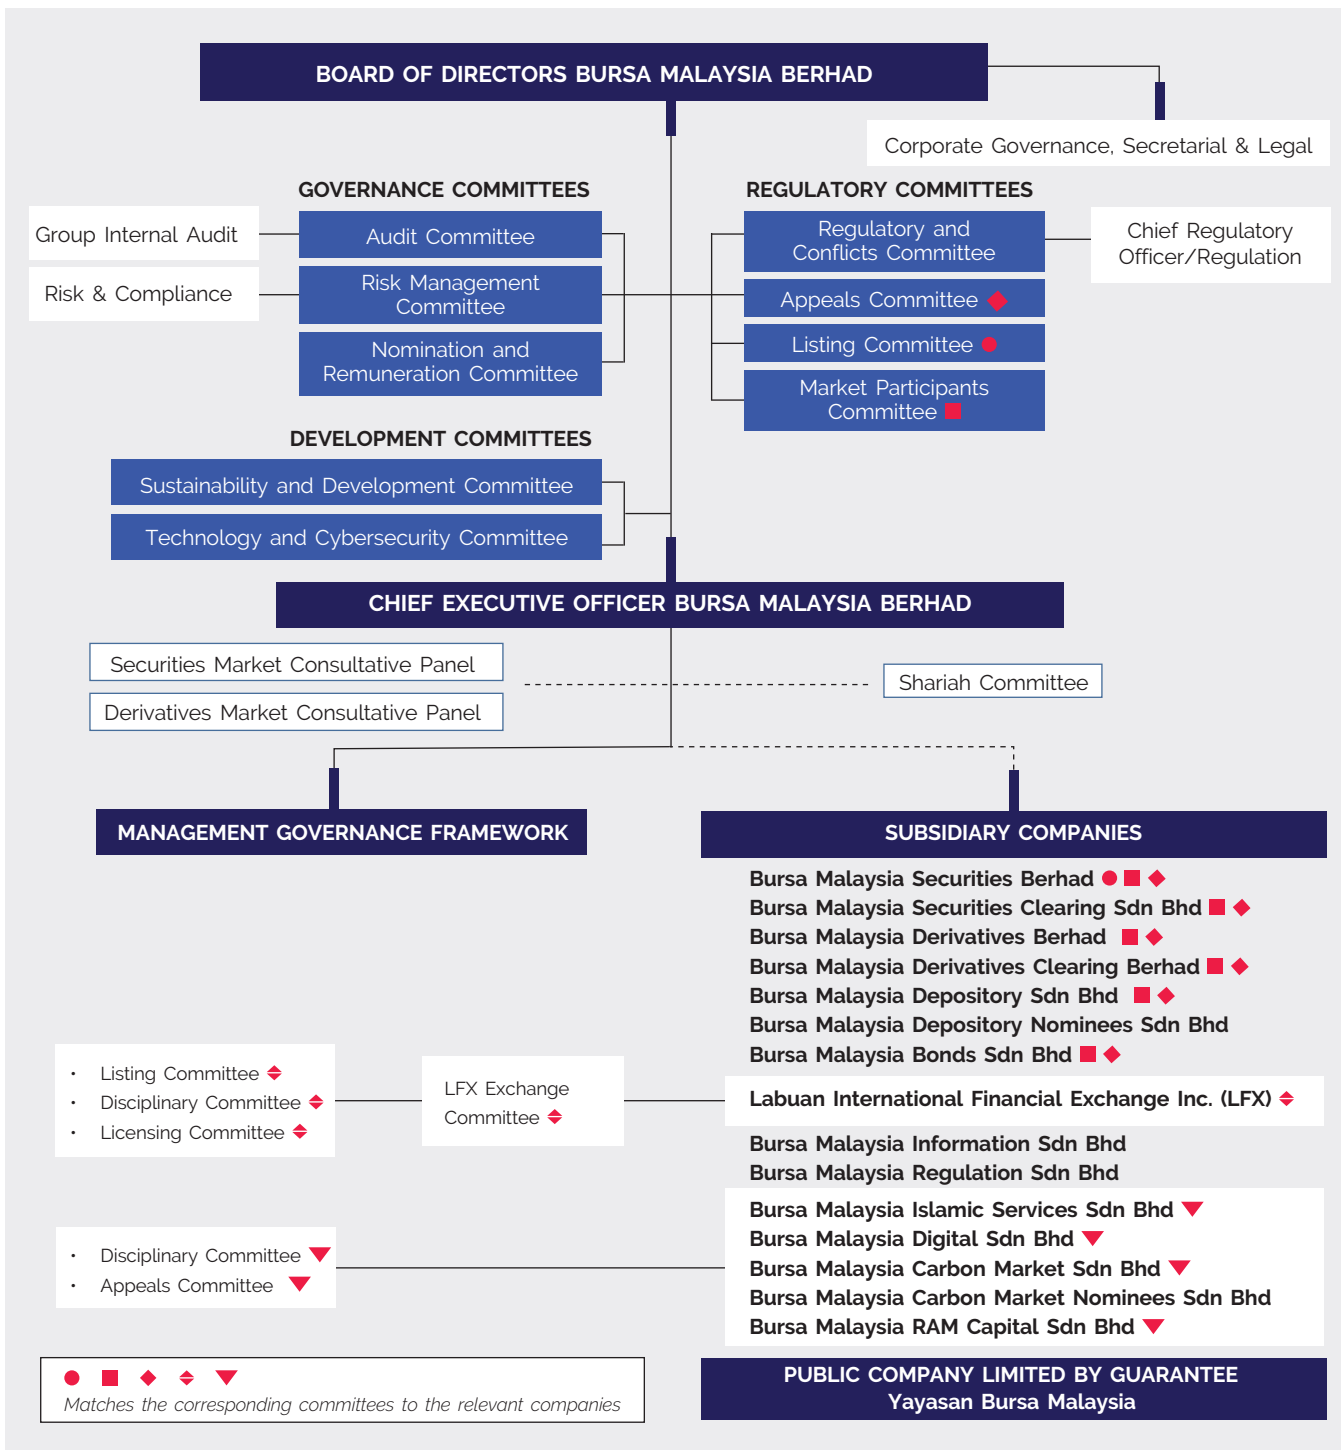 BOARD OF DIRECTORS BURSA MALAYSIA BERHAD
Corporate Governance, Secretarial & Legal
GOVERNANCE COMMITTEES
Group Internal Audit
Audit Committee
Risk & Compliance
Risk Management
Committee
Nomination and
Remuneration Committee
REGULATORY COMMITTEES
Regulatory and
Conflicts Committee
Chief Regulatory
Officer/Regulation
Appeals Committee
Listing Committee
Market Participants
Committee
DEVELOPMENT COMMITTEES
Sustainability and Development Committee
Technology and Cybersecurity Committee
CHIEF EXECUTIVE OFFICER BURSA MALAYSIA BERHAD
Securities Market Consultative Panel
Derivatives Market Consultative Panel
Shariah Committee
MANAGEMENT GOVERNANCE FRAMEWORK
SUBSIDIARY COMPANIES
Bursa Malaysia Securities Berhad
Bursa Malaysia Securities Clearing Sdn Bhd
Bursa Malaysia Derivatives Berhad
Bursa Malaysia Derivatives Clearing Berhad
Bursa Malaysia Depository Sdn Bhd
Bursa Malaysia Depository Nominees Sdn Bhd
Bursa Malaysia Bonds Sdn Bhd
• Listing Committee
• Disciplinary Committee
• Licensing Committee
LFX Exchange
Committee
Labuan International Financial Exchange Inc. (LFX)
Bursa Malaysia Information Sdn Bhd
Bursa Malaysia Regulation Sdn Bhd
• Disciplinary Committee
• Appeals Committee
Bursa Malaysia Islamic Services Sdn Bhd
Bursa Malaysia Digital Sdn Bhd
Bursa Malaysia Carbon Market Sdn Bhd
Bursa Malaysia Carbon Market Nominees Sdn Bhd
Bursa Malaysia RAM Capital Sdn Bhd
Matches the corresponding committees to the relevant companies
PUBLIC COMPANY LIMITED BY GUARANTEE
Yayasan Bursa Malaysia